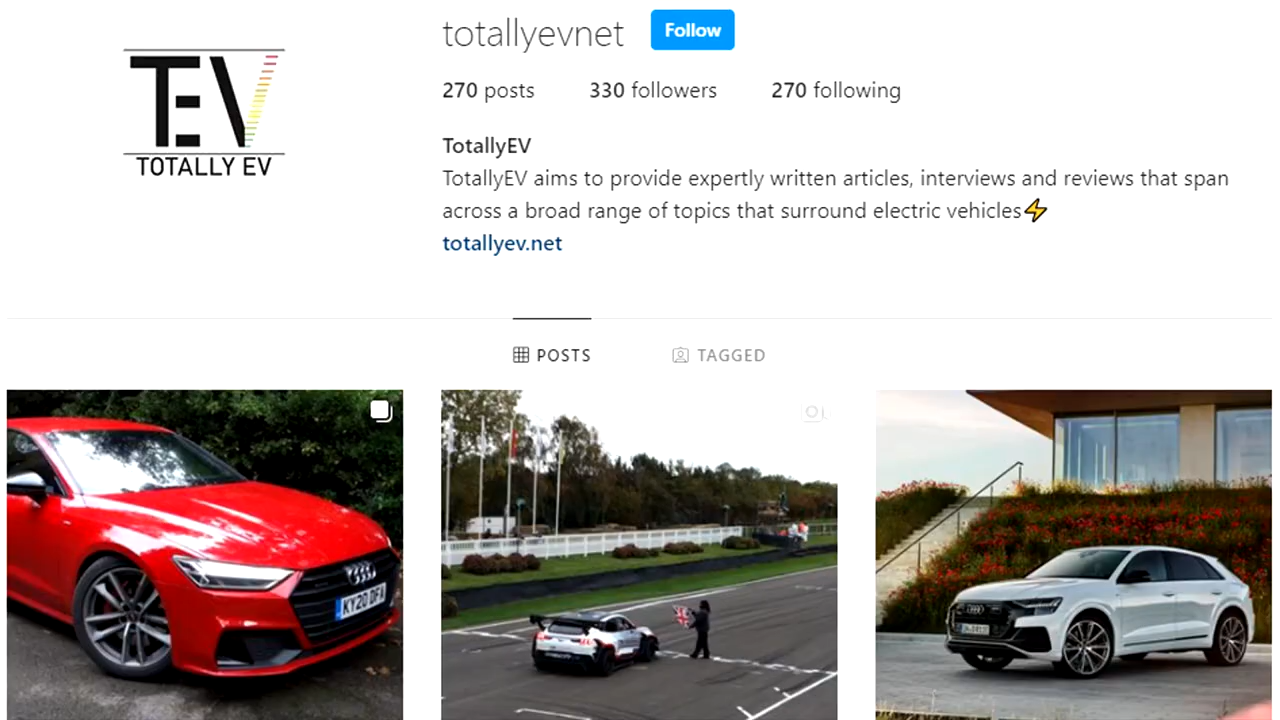 totallyevnet
Follow
270 posts
330 followers
270 following
TEV
TOTALLY EV
TotallyEV
TotallyEV aims to provide expertly written articles, interviews and reviews that span
across a broad range of topics that surround electric vehicles⚡
totallyev.net
POSTS
TAGGED
KY20 DFA